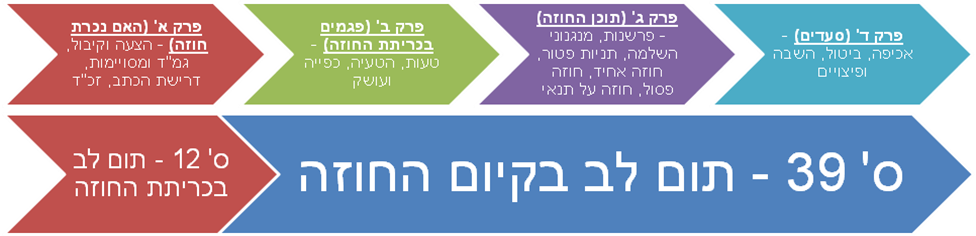 פרק א' (האם נכרת
חוזה) - הצעה וקיבול,
גמ"ד ומסויימות,
דרישת הכתב, זכ"ד
פרק ב' (פגמים
בכריתת החוזה) -
טעות, הטעיה, כפייה
ועושק
פרק ג' (תוכן החוזה)
- פרשנות, מנגנוני
השלמה, תניות פטור,
חוזה אחיד, חוזה
פסול, חוזה על תנאי
פרק ד' (סעדים) -
אכיפה, ביטול, השבה
ופיצויים
ס' 12 - תום לב
בכריתת החוזה
ס' 39 - תום לב בקיום החוזה